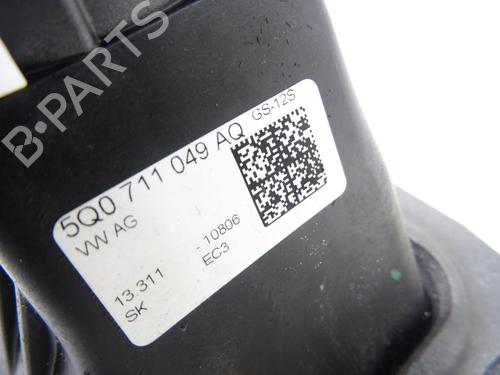 5Q0 711 049 AQ
GS-12S
VW AG
13.311 - 10806
SK EC3
B PARTS